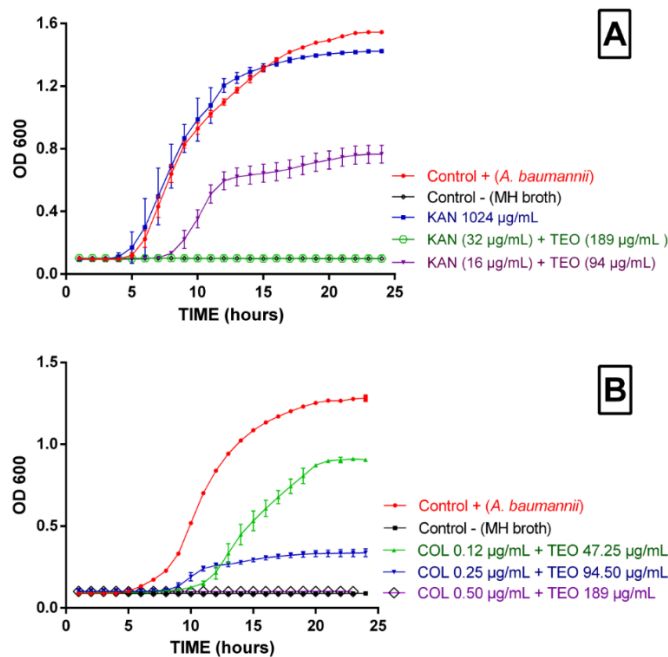 A
1.6
1.2
0.8
0.4
0.0
OD 600
0 5 10 15 20 25
TIME (hours)
Control + (A. baumannii)
Control - (MH broth)
KAN 1024 µg/mL
KAN (32 µg/mL) + TEO (189 µg/mL )
KAN (16 µg/mL) + TEO (94 µg/mL)
B
1.5
1.0
0.5
0.0
OD 600
0 5 10 15 20 25
TIME (hours)
Control + (A. baumannii)
Control - (MH broth)
COL 0.12 µg/mL + TEO 47.25 µg/mL
COL 0.25 µg/mL + TEO 94.50 µg/mL
COL 0.50 µg/mL + TEO 189 µg/mL